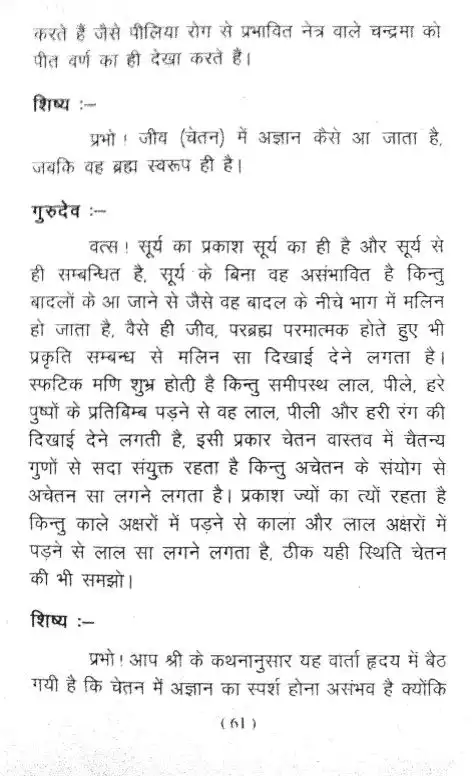 करते हैं जैसे पीलिया रोग से प्रभावित नेत्र वाले चन्द्रमा को
पीत वर्ण का ही देखा करते हैं।
शिष्य :–
प्रभो ! जीव (चेतन) में अज्ञान कैसे आ जाता है,
जबकि वह ब्रह्म स्वरूप ही है।
गुरुदेव :–
वत्स ! सूर्य का प्रकाश सूर्य का ही है और सूर्य से
ही सम्बन्धित है, सूर्य के बिना वह असंभावित है किन्तु
बादलों के आ जाने से जैसे वह बादल के नीचे भाग में मलिन
हो जाता है, वैसे ही जीव, परब्रह्म परमात्मक होते हुए भी
प्रकृति सम्बन्ध से मलिन सा दिखाई देने लगता है।
स्फटिक मणि शुभ्र होती है किन्तु समीपस्थ लाल, पीले, हरे
पुष्पों के प्रतिबिम्ब पड़ने से वह लाल, पीली और हरी रंग की
दिखाई देने लगती है, इसी प्रकार चेतन वास्तव में चैतन्य
गुणों से सदा संयुक्त रहता है किन्तु अचेतन के संयोग से
अचेतन सा लगने लगता है। प्रकाश ज्यों का त्यों रहता है
किन्तु काले अक्षरों में पड़ने से काला और लाल अक्षरों में
पड़ने से लाल सा लगने लगता है, ठीक यही स्थिति चेतन
की भी समझो।
शिष्य :–
प्रभो ! आप श्री के कथनानुसार यह वार्ता हृदय में बैठ
गयी है कि चेतन में अज्ञान का स्पर्श होना असंभव है क्योंकि
(61)